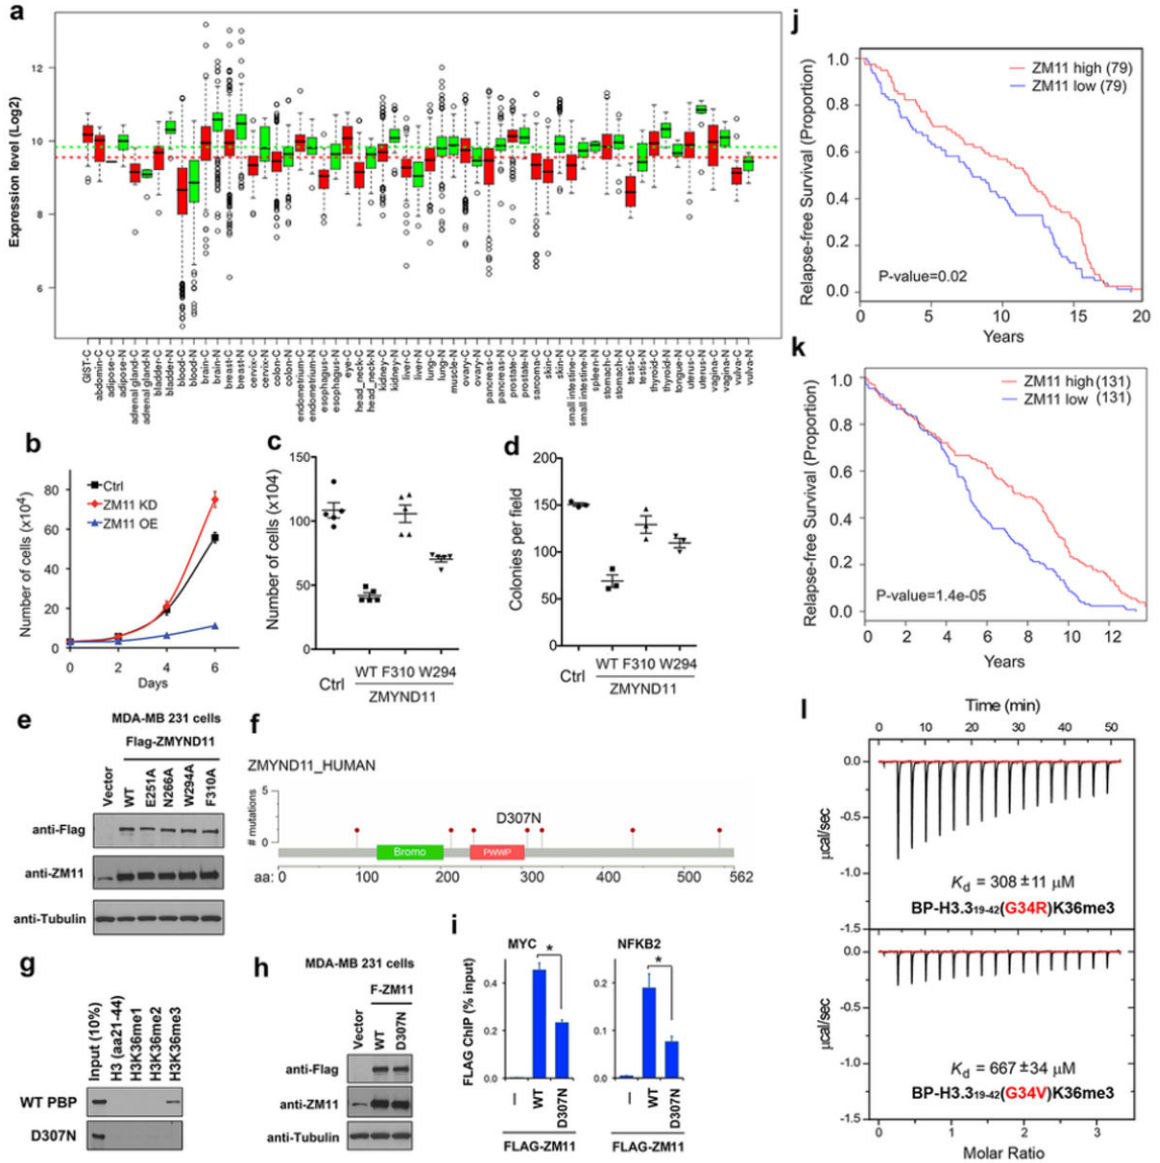 a
Expression level (Log2)
12
10
8
6
GIST-C
abdomin-C
adipose-C
adipose-N
adrenal gland-C
adrenal gland-N
bladder-C
bladder-N
blood-C
blood-N
brain-C
brain-N
breast-C
breast-N
cervix-C
cervix-N
colon-C
colon-N
endometrium-C
endometrium-N
esophagus-C
esophagus-N
eye-C
head_neck-C
head_neck-N
kidney-C
kidney-N
liver-C
liver-N
lung-C
lung-N
muscle-N
ovary-C
ovary-N
pancreas-C
pancreas-N
prostate-C
prostate-N
sarcoma-C
skin-C
skin-N
small intestine-C
small intestine-N
spleen-N
stomach-C
stomach-N
testis-C
testis-N
thyroid-C
thyroid-N
tongue-N
uterus-C
uterus-N
vagina-C
vagina-N
vulva-C
vulva-N
b
Number of cells (x10⁴)
80
60
40
20
0
Ctrl
ZM11 KD
ZM11 OE
0 2 4 6
Days
c
Number of cells (x104)
150
100
50
0
Ctrl
WT F310 W294
ZMYND11
d
Colonies per field
200
150
100
50
0
Ctrl
WT F310 W294
ZMYND11
e
MDA-MB 231 cells
Flag-ZMYND11
Vector
WT
E251A
N266A
W294A
F310A
anti-Flag
anti-ZM11
anti-Tubulin
f
ZMYND11_HUMAN
# mutations
5
0
D307N
Bromo
PWWP
aa: 0 100 200 300 400 500 562
g
Input (10%)
H3 (aa21-44)
H3K36me1
H3K36me2
H3K36me3
WT PBP
D307N
h
MDA-MB 231 cells
F-ZM11
Vector
WT
D307N
anti-Flag
anti-ZM11
anti-Tubulin
i
FLAG ChIP (% input)
MYC
*
0.4
0.2
0.0
–
WT
D307N
FLAG-ZM11
NFKB2
*
0.2
0.1
0.0
–
WT
D307N
FLAG-ZM11
j
Relapse-free Survival (Proportion)
1.0
0.8
0.6
0.4
0.2
0.0
ZM11 high (79)
ZM11 low (79)
P-value=0.02
0 5 10 15 20
Years
k
Relapse-free Survival (Proportion)
1.0
0.8
0.6
0.4
0.2
0.0
ZM11 high (131)
ZM11 low (131)
P-value=1.4e-05
0 2 4 6 8 10 12
Years
l
Time (min)
0 10 20 30 40 50
µcal/sec
0.0
-0.5
-1.0
-1.5
Kd = 308 ±11 µM
BP-H3.319-42(G34R)K36me3
µcal/sec
0.0
-0.5
-1.0
-1.5
Kd = 667 ±34 µM
BP-H3.319-42(G34V)K36me3
0 1 2 3
Molar Ratio